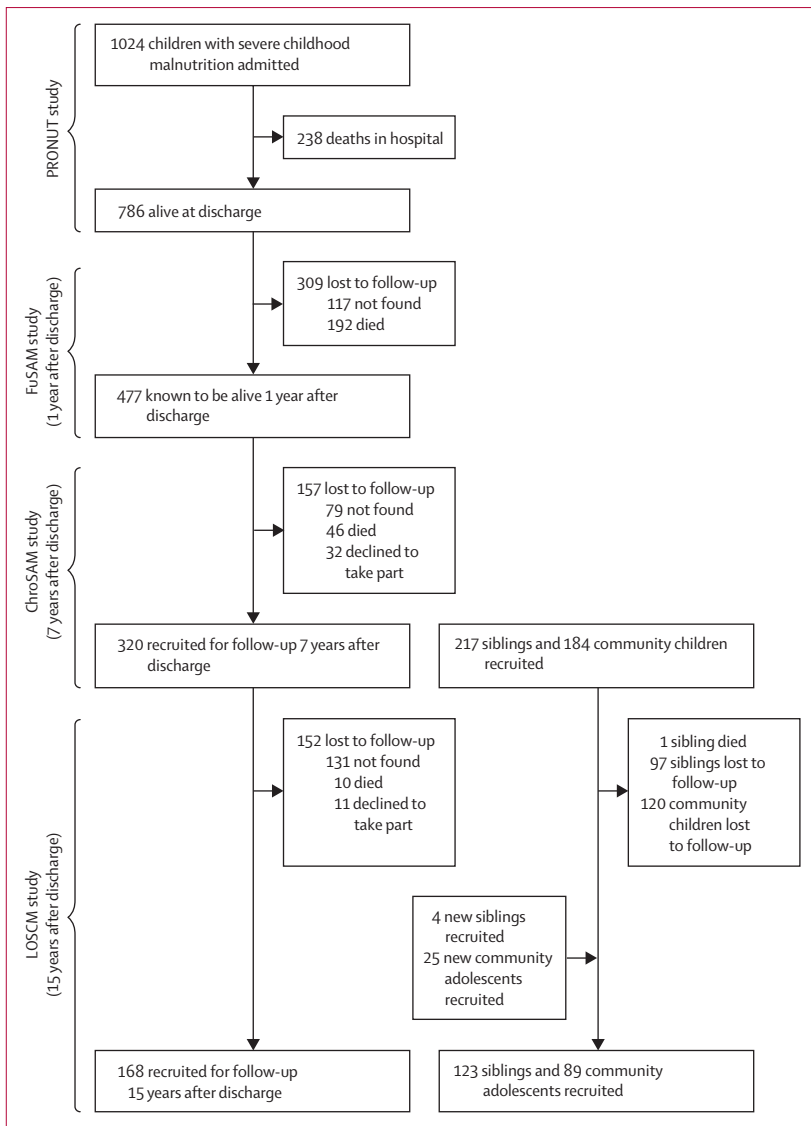 PRONUT study
1024 children with severe childhood
malnutrition admitted
238 deaths in hospital
786 alive at discharge
FuSAM study
(1 year after discharge)
309 lost to follow-up
117 not found
192 died
477 known to be alive 1 year after
discharge
ChroSAM study
(7 years after discharge)
157 lost to follow-up
79 not found
46 died
32 declined to
take part
320 recruited for follow-up 7 years after
discharge
217 siblings and 184 community children
recruited
LOSCM study
(15 years after discharge)
152 lost to follow-up
131 not found
10 died
11 declined to
take part
1 sibling died
97 siblings lost to
follow-up
120 community
children lost
to follow-up
4 new siblings
recruited
25 new community
adolescents
recruited
168 recruited for follow-up
15 years after discharge
123 siblings and 89 community
adolescents recruited